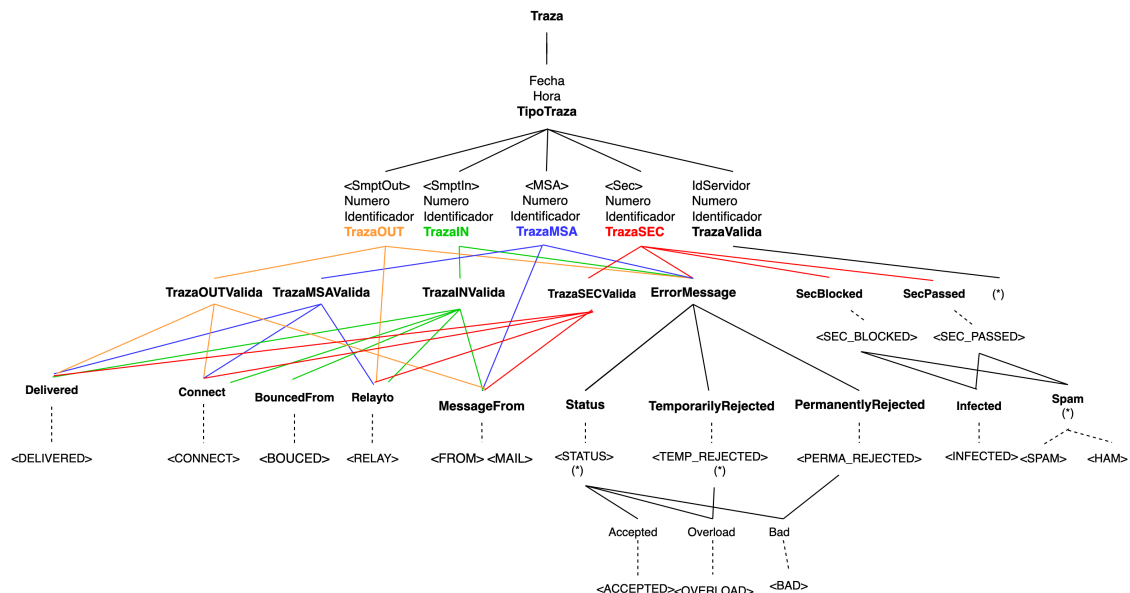 Traza
Fecha
Hora
TipoTraza
<SmptOut> <SmptIn> <MSA> <Sec> IdServidor
Numero Numero Numero Numero Numero
Identificador Identificador Identificador Identificador Identificador
TrazaOUT TrazaIN TrazaMSA TrazaSEC TrazaValida
TrazaOUTValida TrazaMSAValida TrazaINValida TrazaSECValida ErrorMessage SecBlocked SecPassed (*)
<SEC_BLOCKED> <SEC_PASSED>
Delivered Connect BouncedFrom Relayto MessageFrom Status TemporarilyRejected PermanentlyRejected Infected Spam
(*)
<DELIVERED> <CONNECT> <BOUCED> <RELAY> <FROM> <MAIL> <STATUS> <TEMP_REJECTED> <PERMA_REJECTED> <INFECTED> <SPAM> <HAM>
(*) (*)
Accepted Overload Bad
<ACCEPTED> <OVERLOAD> <BAD>